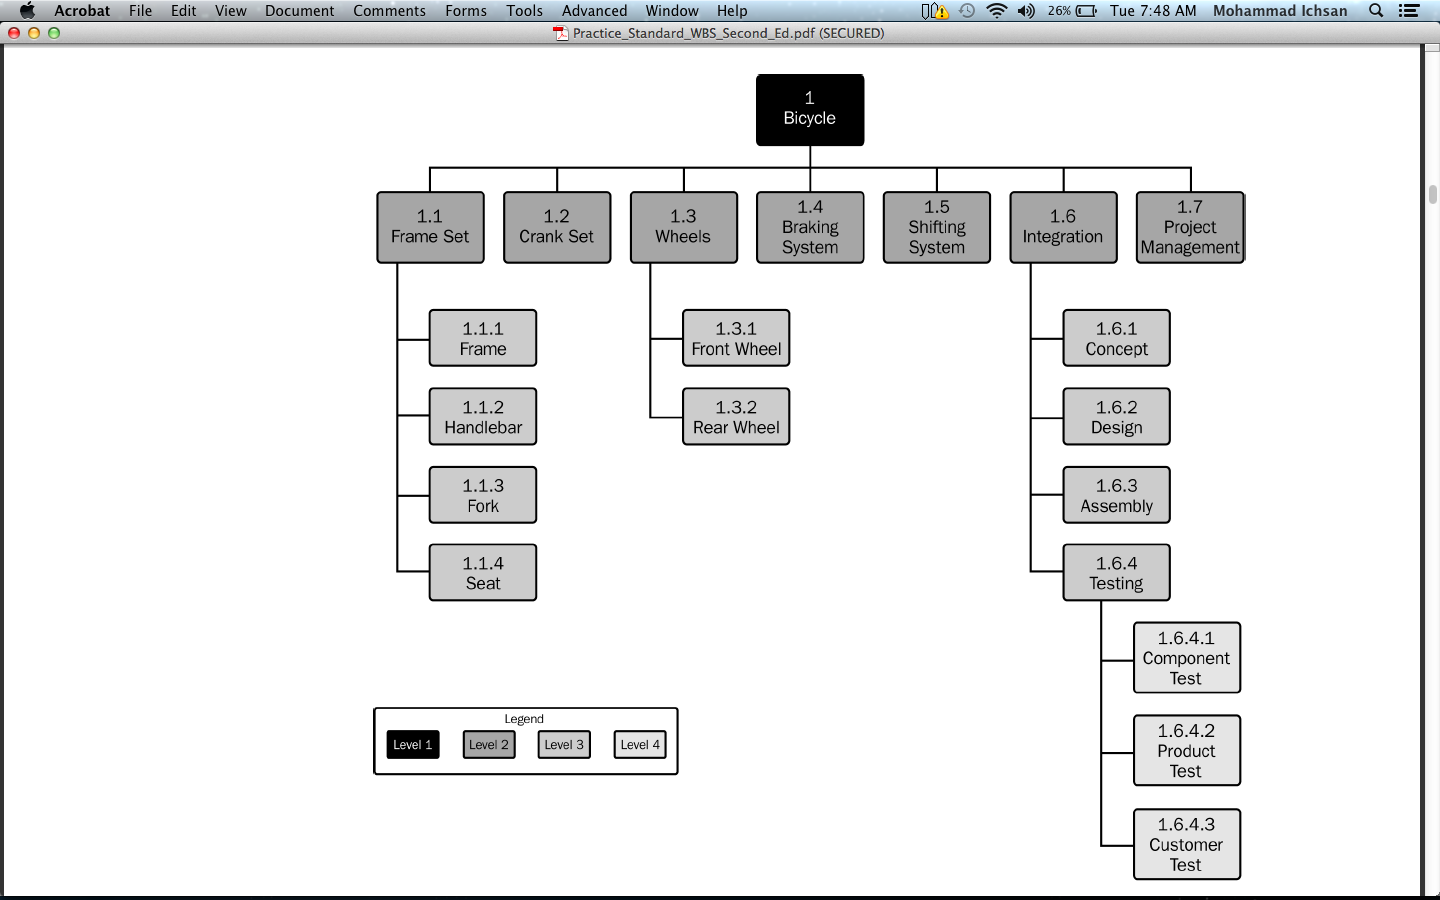 Acrobat File Edit View Document Comments Forms Tools Advanced Window Help 26% Tue 7:48 AM Mohammad Ichsan
Practice_Standard_WBS_Second_Ed.pdf (SECURED)
1
Bicycle
1.1
Frame Set
1.2
Crank Set
1.3
Wheels
1.4
Braking
System
1.5
Shifting
System
1.6
Integration
1.7
Project
Management
1.1.1
Frame
1.1.2
Handlebar
1.1.3
Fork
1.1.4
Seat
1.3.1
Front Wheel
1.3.2
Rear Wheel
1.6.1
Concept
1.6.2
Design
1.6.3
Assembly
1.6.4
Testing
1.6.4.1
Component
Test
1.6.4.2
Product
Test
1.6.4.3
Customer
Test
Legend
Level 1 Level 2 Level 3 Level 4